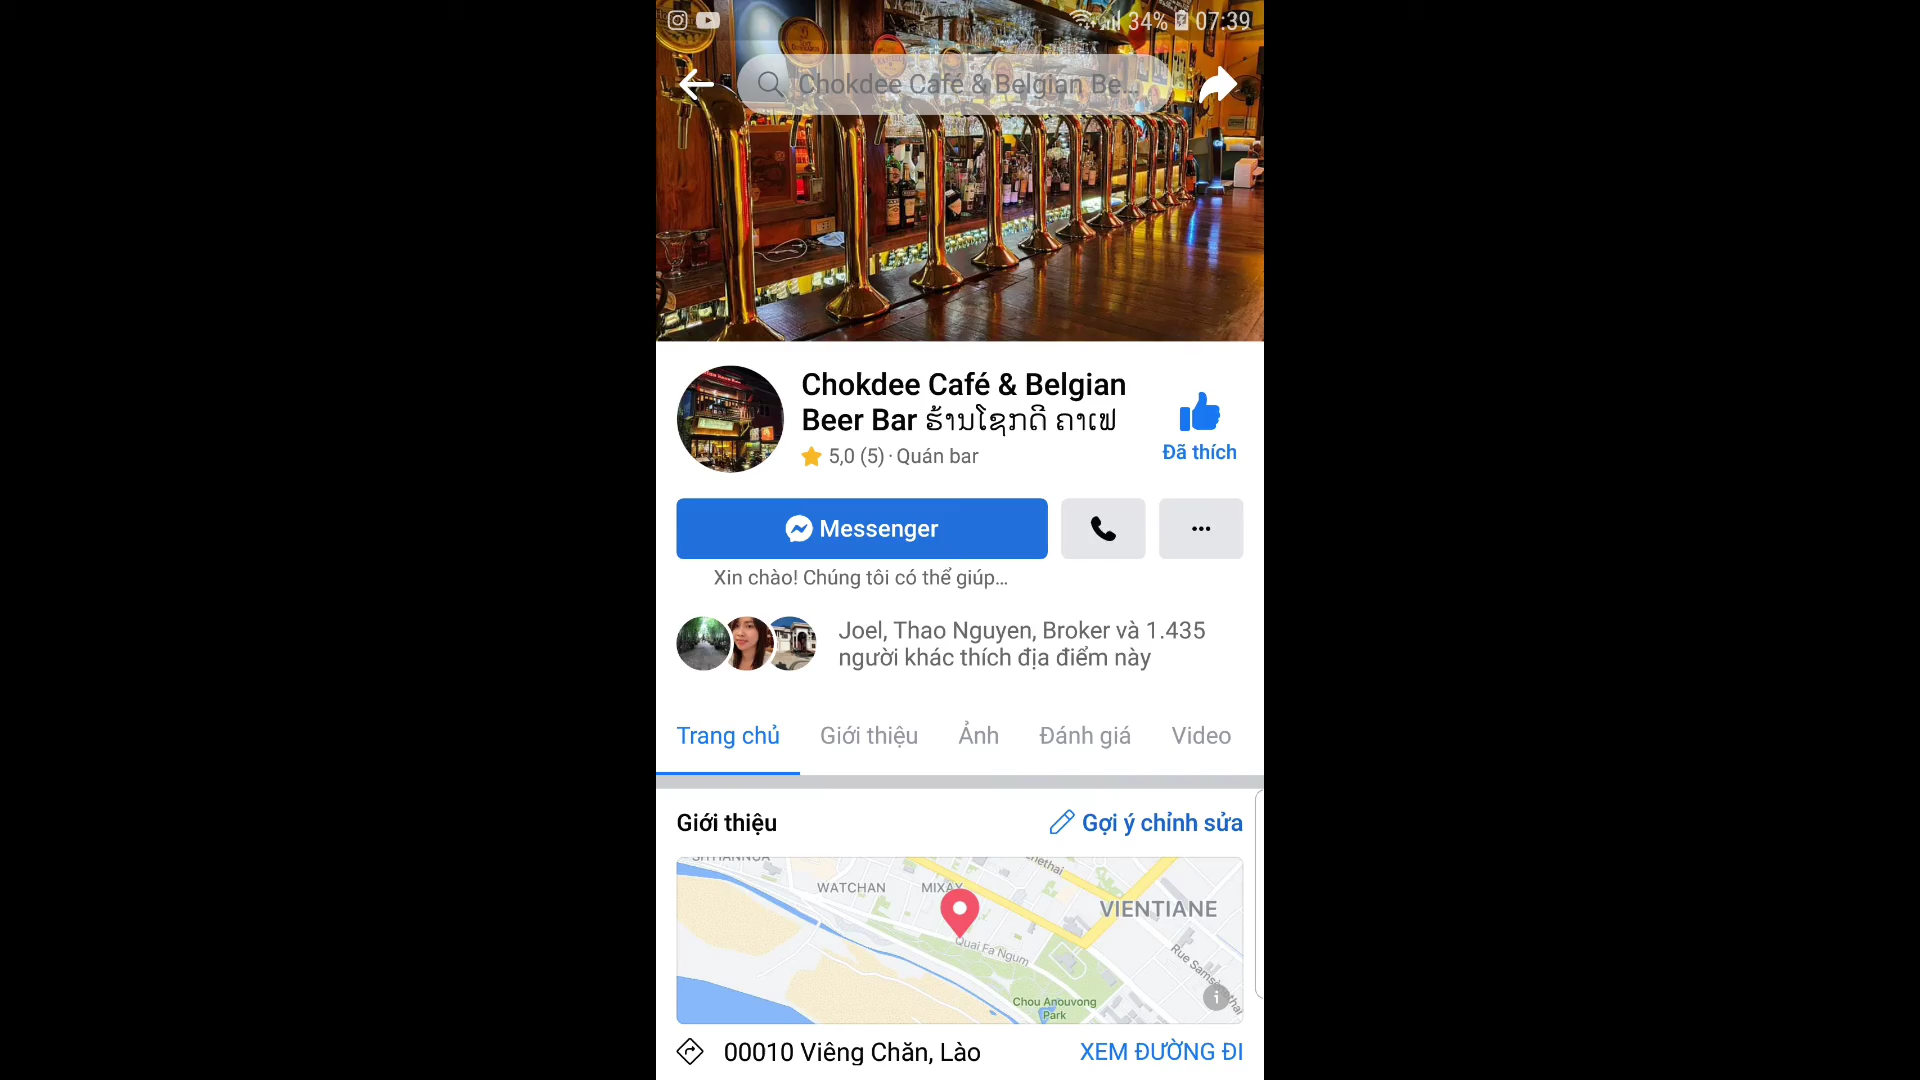 34% 07:39
Chokdee Café & Belgian Be...
Chokdee Café & Belgian
Beer Bar ຮ້ານໂຊກດີ ຄາເຟ
5,0 (5) · Quán bar
Đã thích
Messenger
Xin chào! Chúng tôi có thể giúp...
Joel, Thao Nguyen, Broker và 1.435
người khác thích địa điểm này
Trang chủ Giới thiệu Ảnh Đánh giá Video
Giới thiệu
Gợi ý chỉnh sửa
WATCHAN
MIXAY
VIENTIANE
Quai Fa Ngum
Chou Anouvong
Park
00010 Viêng Chăn, Lào
XEM ĐƯỜNG ĐI